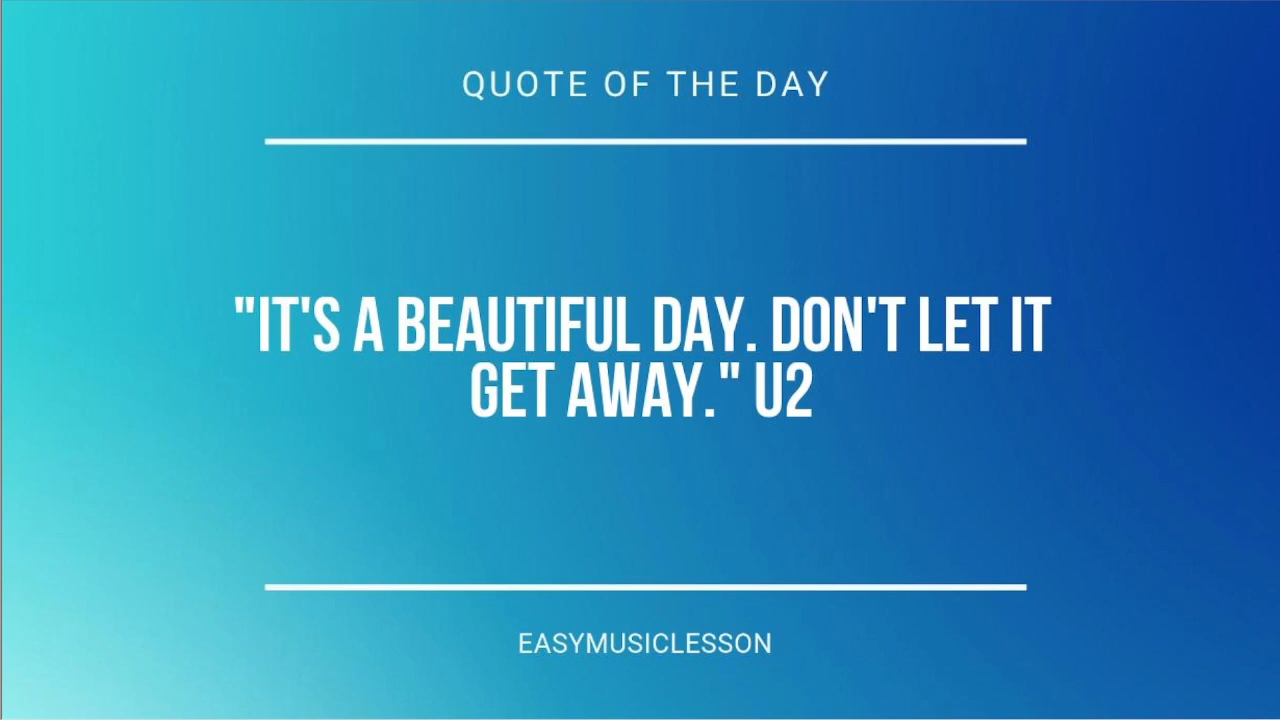 QUOTE OF THE DAY
"IT'S A BEAUTIFUL DAY. DON'T LET IT
GET AWAY." U2
EASYMUSICLESSON